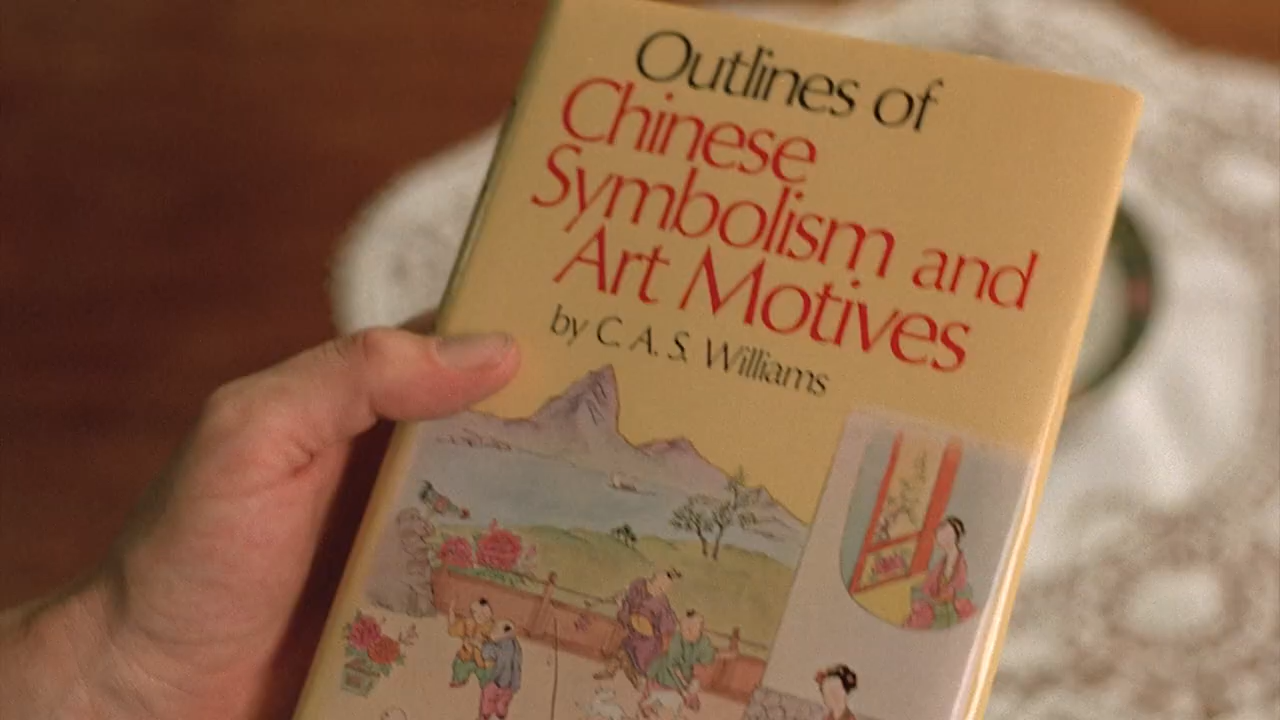 Outlines of
Chinese
Symbolism and
Art Motives
by C. A. S. Williams